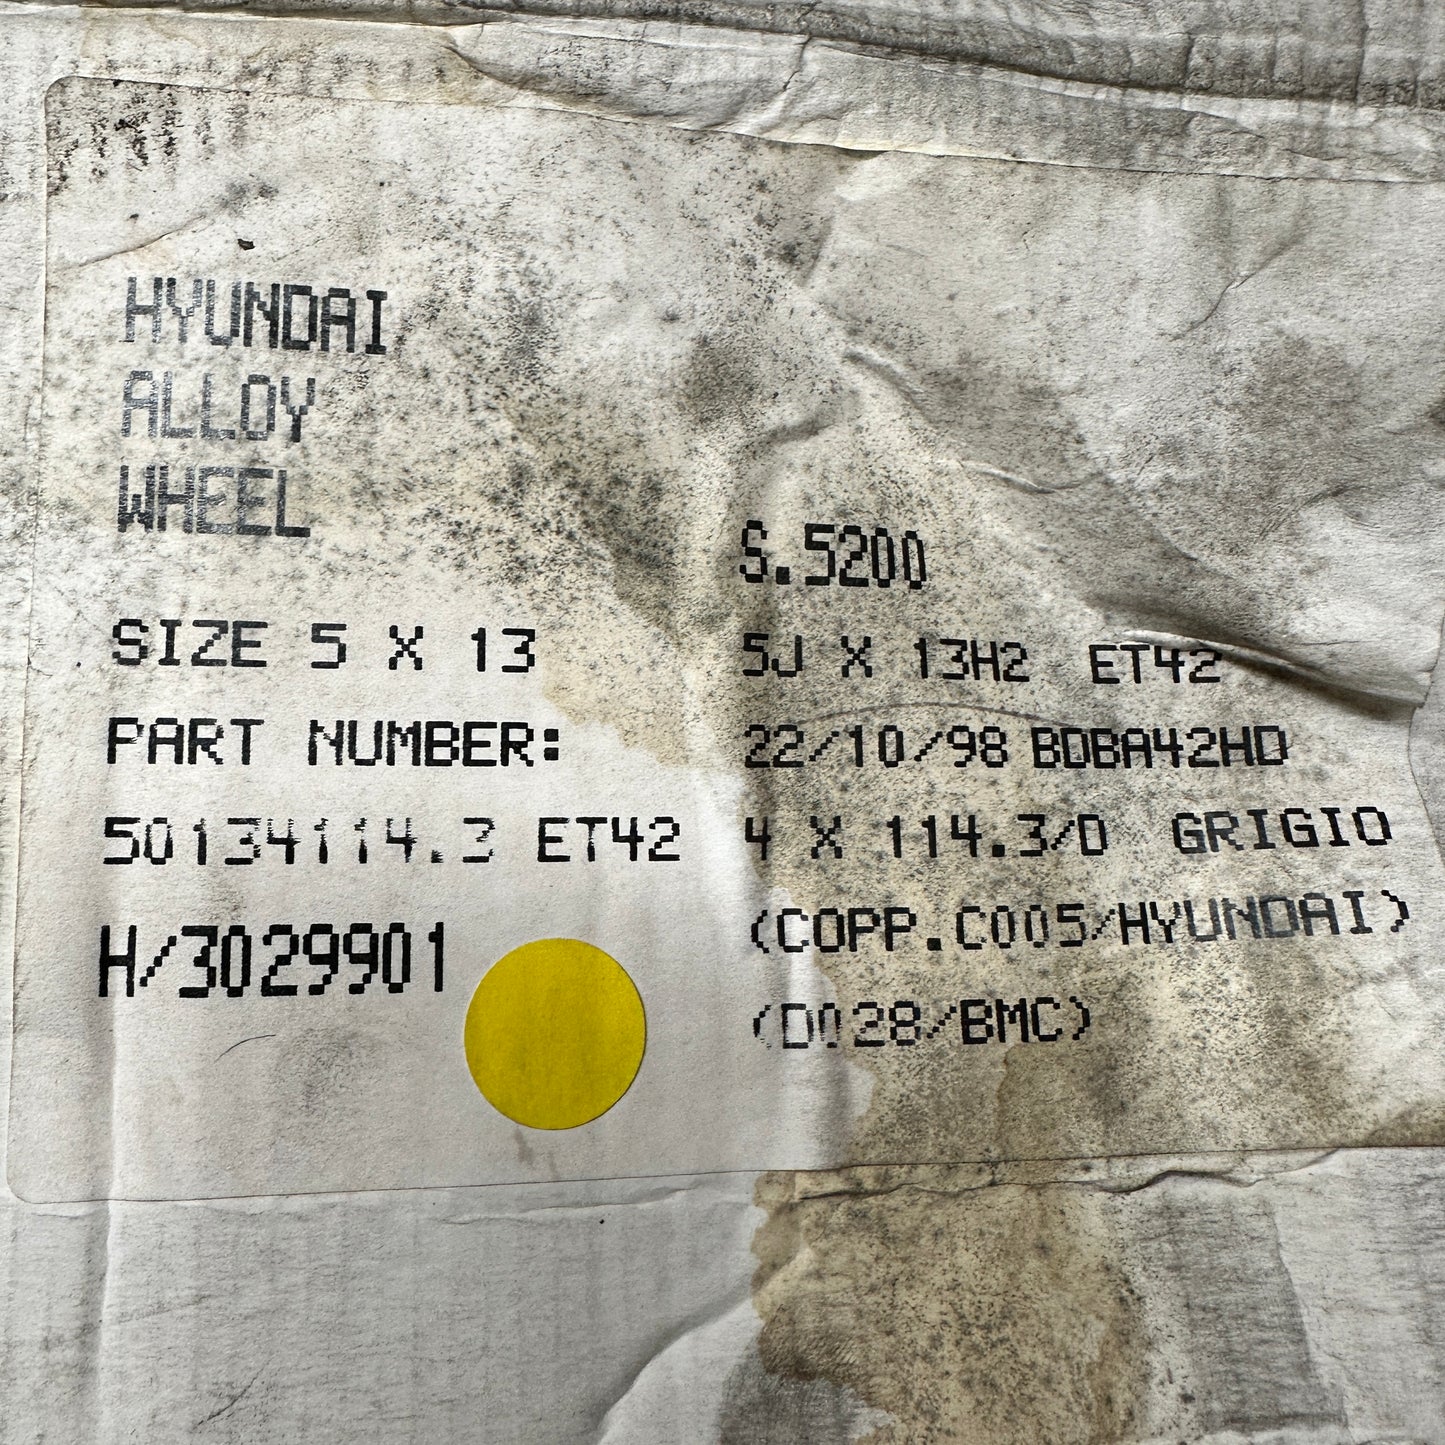 HYUNDAI
ALLOY
WHEEL
SIZE 5 X 13
PART NUMBER:
50134114.3 ET42
H/3029901
S.5200
5J X 13H2 ET42
22/10/98 BDBA42HD
4 X 114.3/D GRIGIO
(COPP.C005/HYUNDAI)
(D028/BMC)